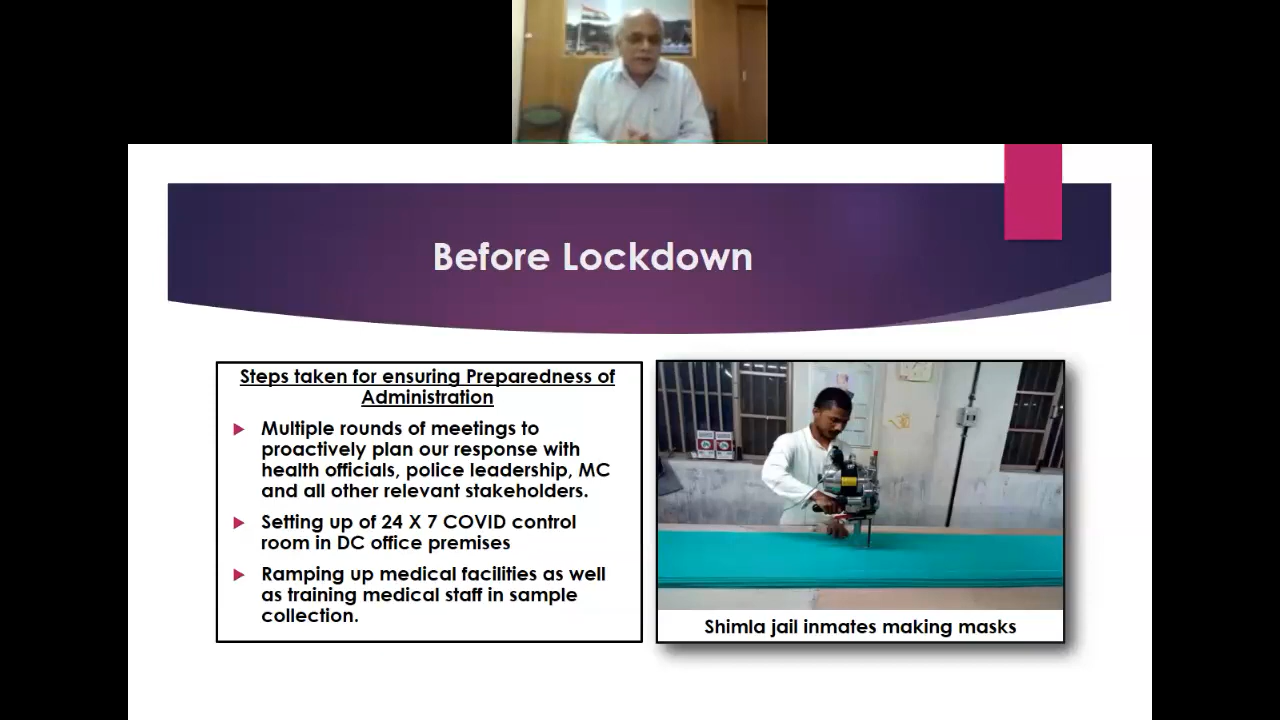 Before Lockdown
Steps taken for ensuring Preparedness of
Administration
Multiple rounds of meetings to
proactively plan our response with
health officials, police leadership, MC
and all other relevant stakeholders.
Setting up of 24 X 7 COVID control
room in DC office premises
Ramping up medical facilities as well
as training medical staff in sample
collection.
Shimla jail inmates making masks